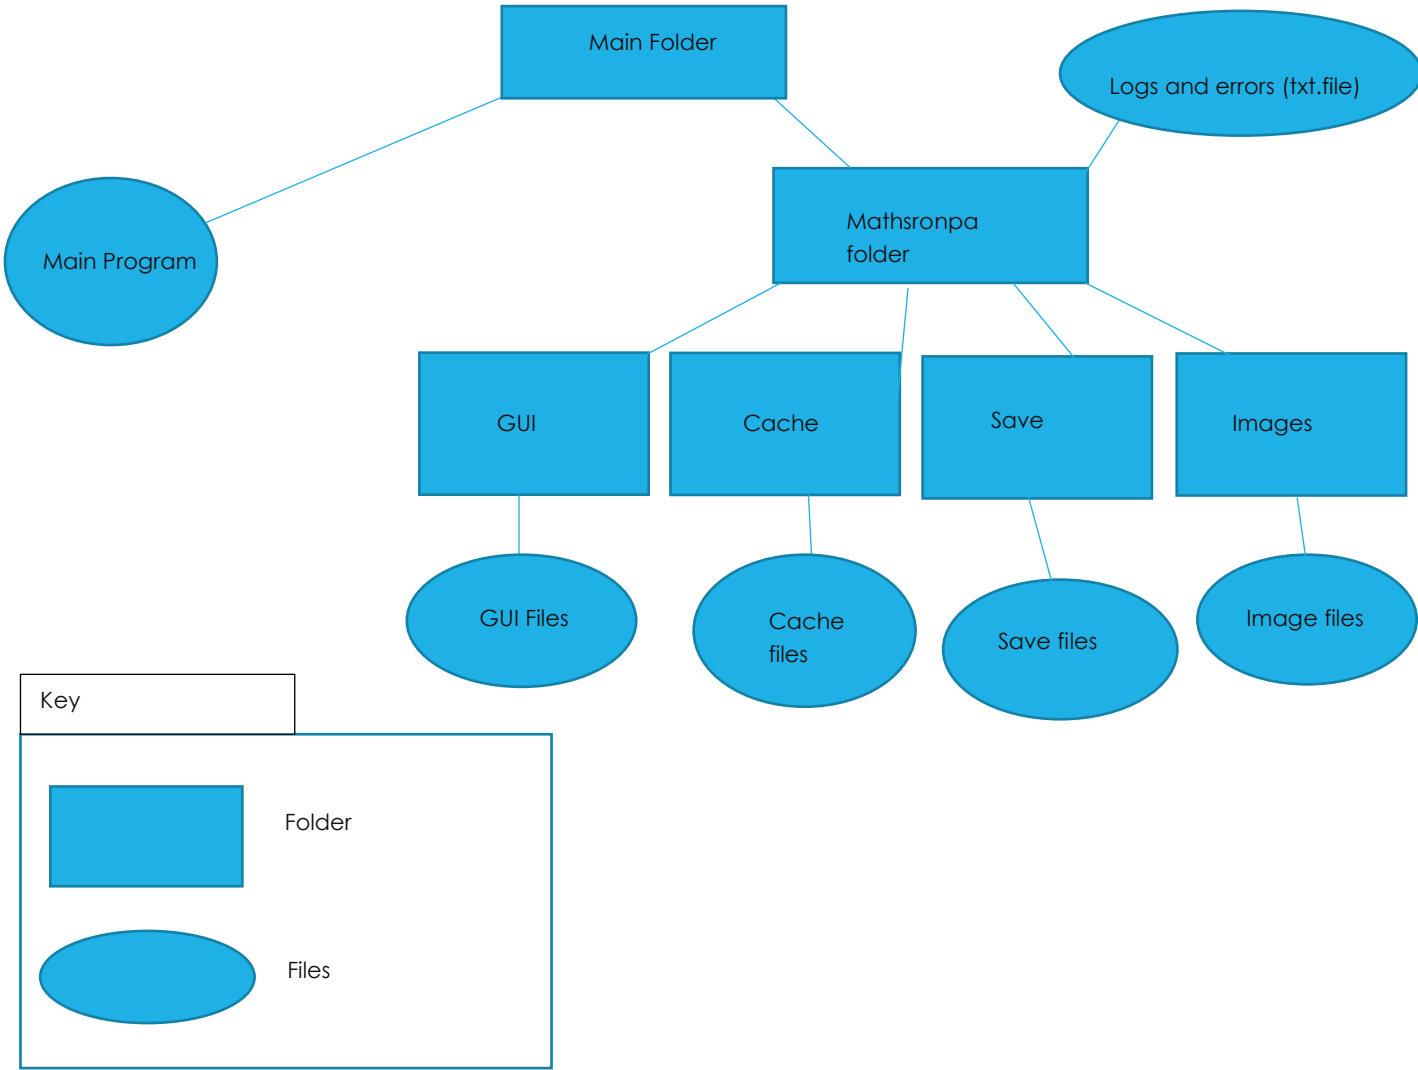 Main Folder
Logs and errors (txt.file)
Mathsronpa
folder
Main Program
GUI
Cache
Save
Images
GUI Files
Cache
files
Save files
Image files
Key
Folder
Files